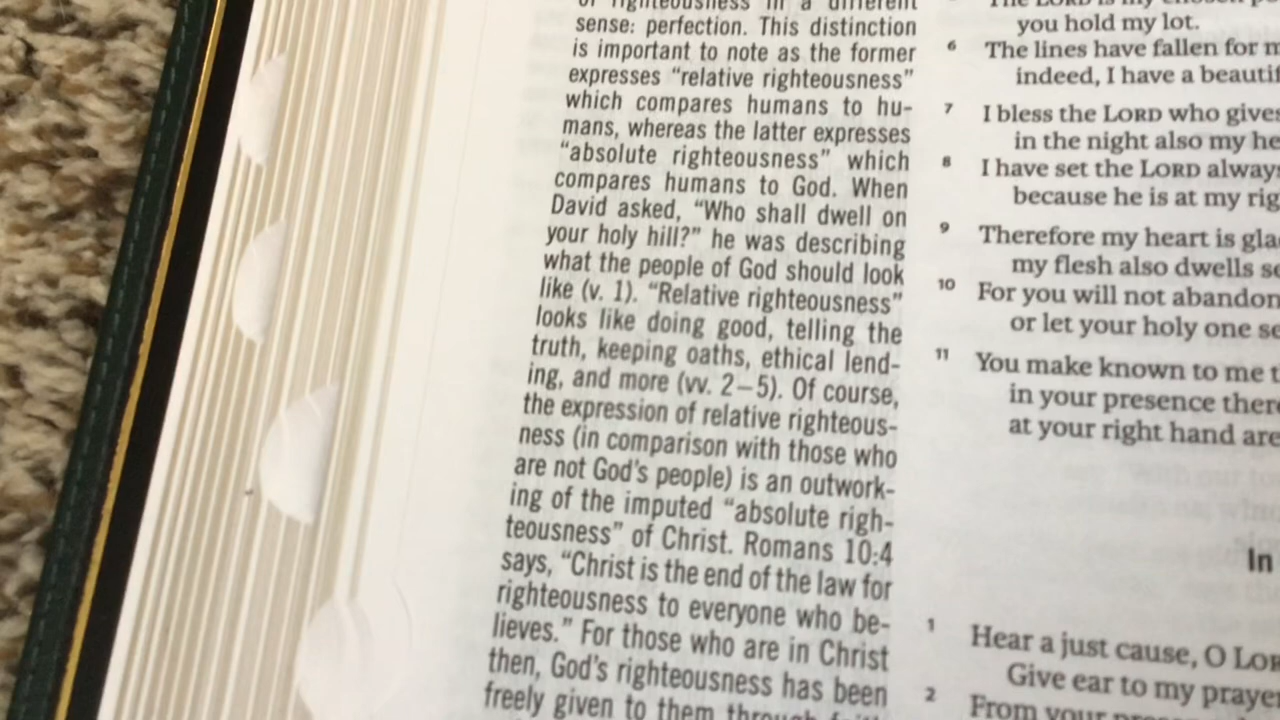 of righteousness in a different
sense: perfection. This distinction
is important to note as the former
expresses “relative righteousness”
which compares humans to hu-
mans, whereas the latter expresses
“absolute righteousness” which
compares humans to God. When
David asked, “Who shall dwell on
your holy hill?” he was describing
what the people of God should look
like (v. 1). “Relative righteousness”
looks like doing good, telling the
truth, keeping oaths, ethical lend-
ing, and more (vv. 2–5). Of course,
the expression of relative righteous-
ness (in comparison with those who
are not God’s people) is an outwork-
ing of the imputed “absolute righ-
teousness” of Christ. Romans 10:4
says, “Christ is the end of the law for
righteousness to everyone who be-
lieves.” For those who are in Christ
then, God’s righteousness has been
freely given to them through faith
The LORD is my chosen
you hold my lot.
6 The lines have fallen for
indeed, I have a
7 I bless the LORD who gives
in the night also my
8 I have set the LORD always
because he is at my
9 Therefore my heart is
my flesh also dwells
10 For you will not abandon
or let your holy one
11 You make known to me
in your presence
at your right hand are
In
1 Hear a just cause, O
Give ear to my
2 From your